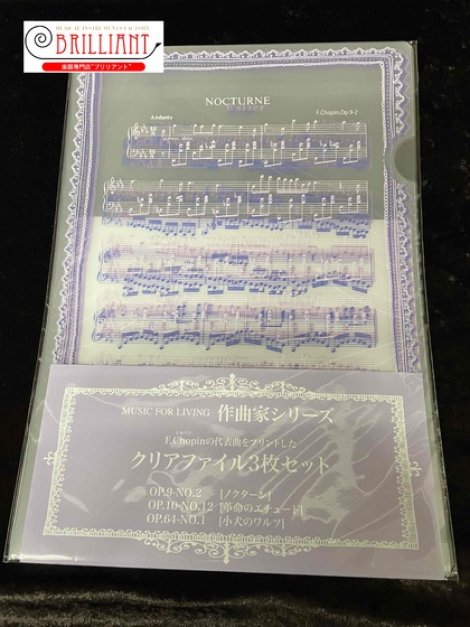 MUSICAL INSTRUMENTS FACTORY
BRILLIANT
楽器専門店"ブリリアント"
NOCTURNE
F.Chopin,Op.9-2
Andante
MUSIC FOR LIVING 作曲家シリーズ
ショパン
F.Chopinの代表曲をプリントした
クリアファイル3枚セット
OP.9-NO.2 [ノクターン]
OP.10-NO.12 [革命のエチュード]
OP.64-NO.1 [小犬のワルツ]